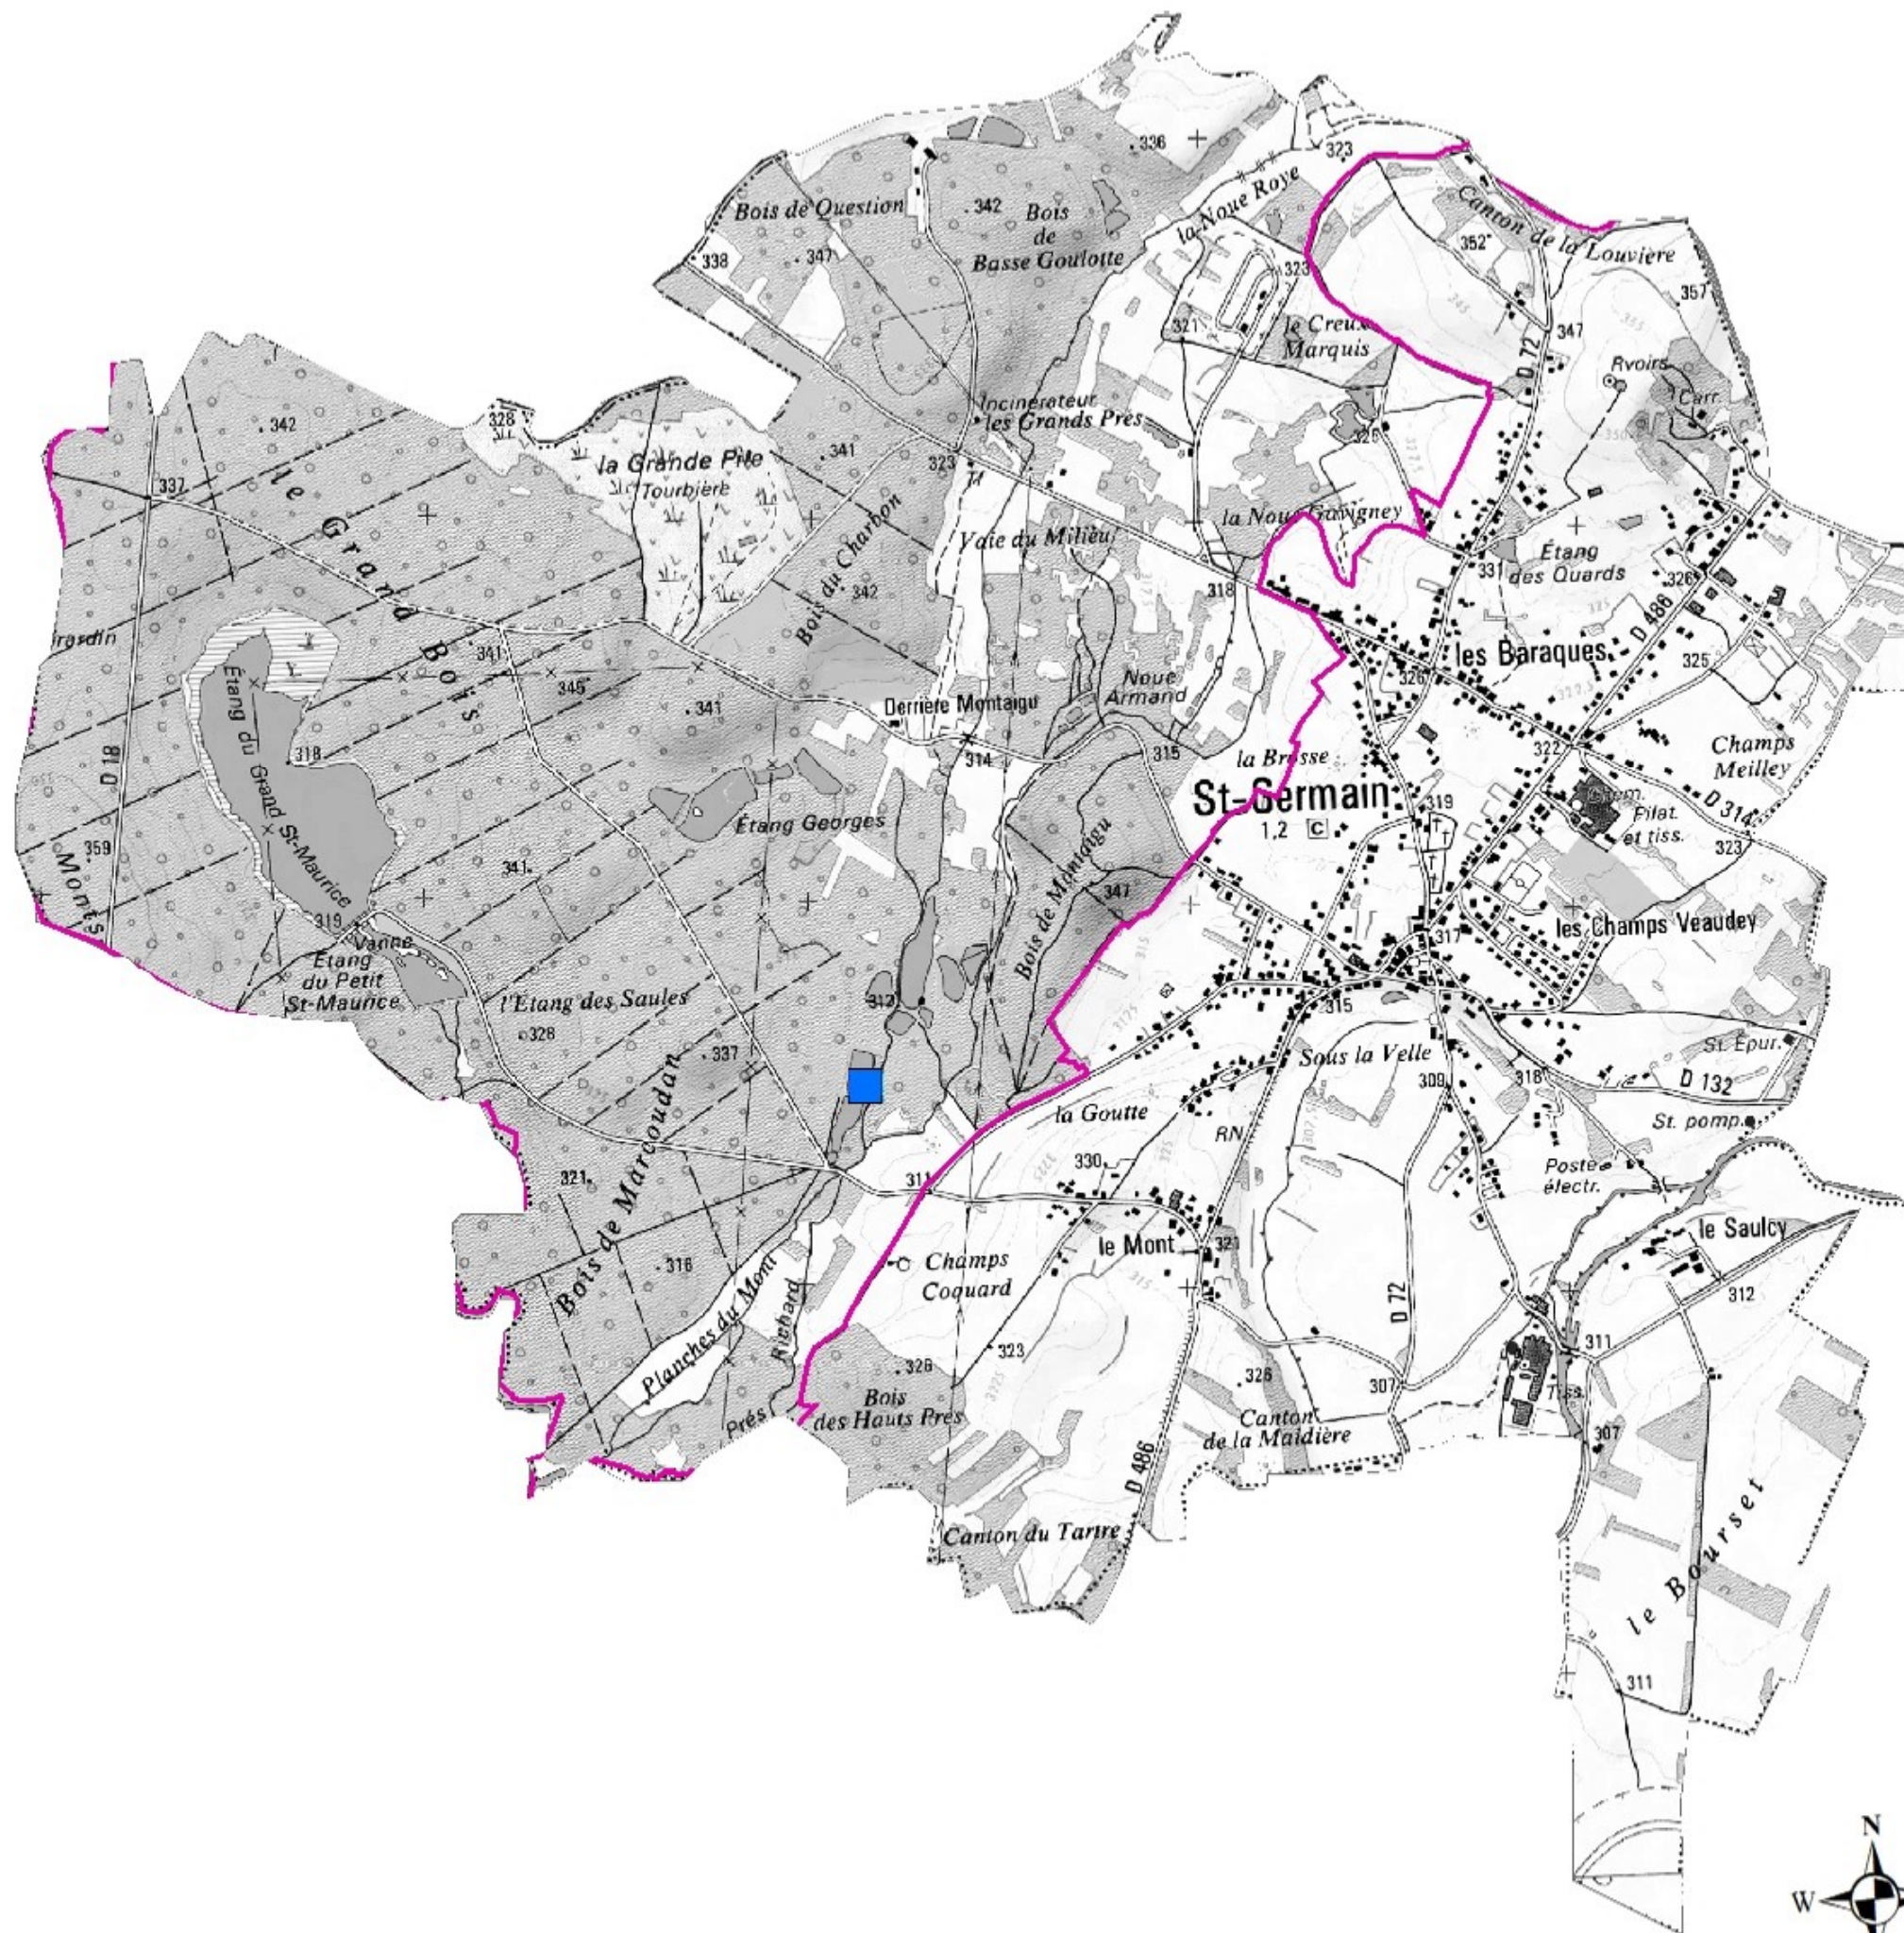 336
323
Bois de Question
342
Bois
de
Basse Goulotte
la Noue Roye
Canton de la Louvière
352
338
347
323
357
321
le Creux
Marquis
347
D 72
Rvoirs
Carr.
342
328
la Grande Pile
Tourbière
341
Incinérateur
les Grands Prés
323
326
337
le Grand Bois
Bois du Charbon
Vaie du Milieu
la Noue Gavigney
331
Étang
des Quards
326
D 486
318
342
341
345
341
Derrière Montaigu
Noue
Armand
les Baraques
326
325
314
315
la Brosse
322
Champs
Meilley
318
D 18
Étang du Grand St-Maurice
Étang Georges
St-Germain
1,2 C
319
Filat.
et tiss.
D 314
323
359
Monts
341
Bois de Montaigu
347
319
Vanne
Étang
du Petit
St-Maurice
l'Etang des Saules
328
312
317
les Champs Veaudey
315
337
Sous la Velle
St. Épur.
309
318
D 132
la Goutte
RN
St. pomp.
330
321
311
Poste
électr.
Bois de Marcoudan
le Mont
321
le Saulcy
316
Champs
Coquard
312
Planches du Mont
Prés Richard
D 72
323
311
326
Bois
des Hauts Prés
326
307
Tiss.
Canton
de la Maldière
307
D 486
Canton du Tartre
le Bourset
311
N
W